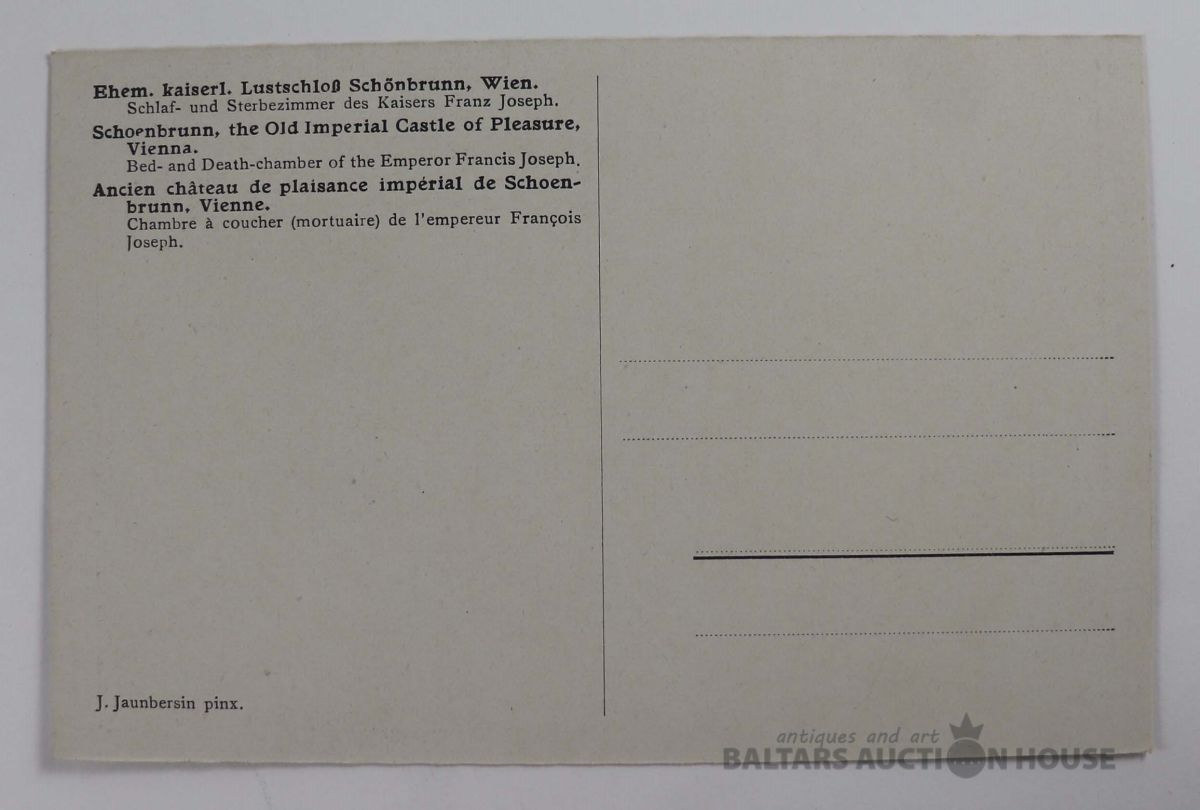 Ehem. kaiserl. Lustschloß Schönbrunn, Wien.
Schlaf- und Sterbezimmer des Kaisers Franz Joseph.
Schoenbrunn, the Old Imperial Castle of Pleasure,
Vienna.
Bed- and Death-chamber of the Emperor Francis Joseph.
Ancien château de plaisance impérial de Schoen-
brunn, Vienne.
Chambre à coucher (mortuaire) de l'empereur François
Joseph.
J. Jaunbersin pinx.
antiques and art
BALTARS AUCTION HOUSE